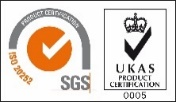 PRODUCT CERTIFICATION
ISO 20252
SGS
UKAS
PRODUCT
CERTIFICATION
0005